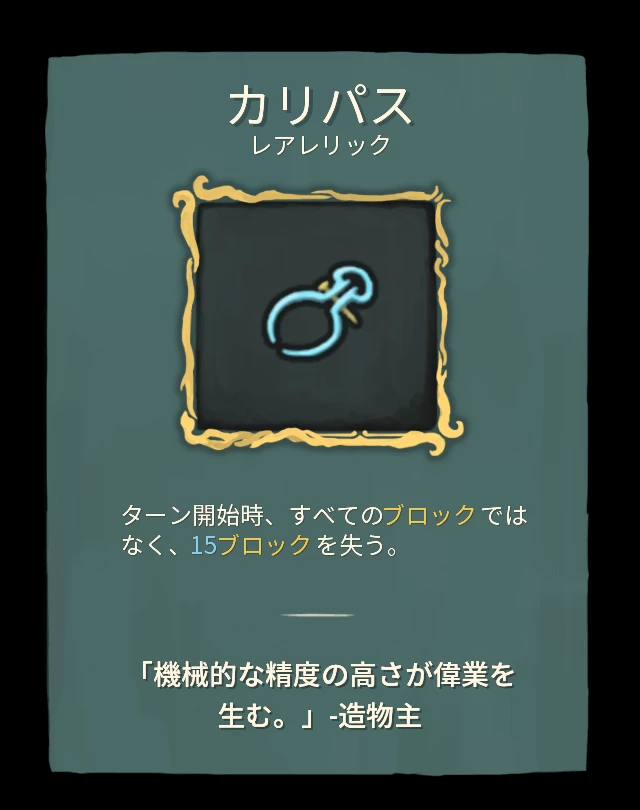 カリパス
レアレリック
ターン開始時、すべてのブロックでは
なく、15ブロックを失う。
「機械的な精度の高さが偉業を
生む。」-造物主